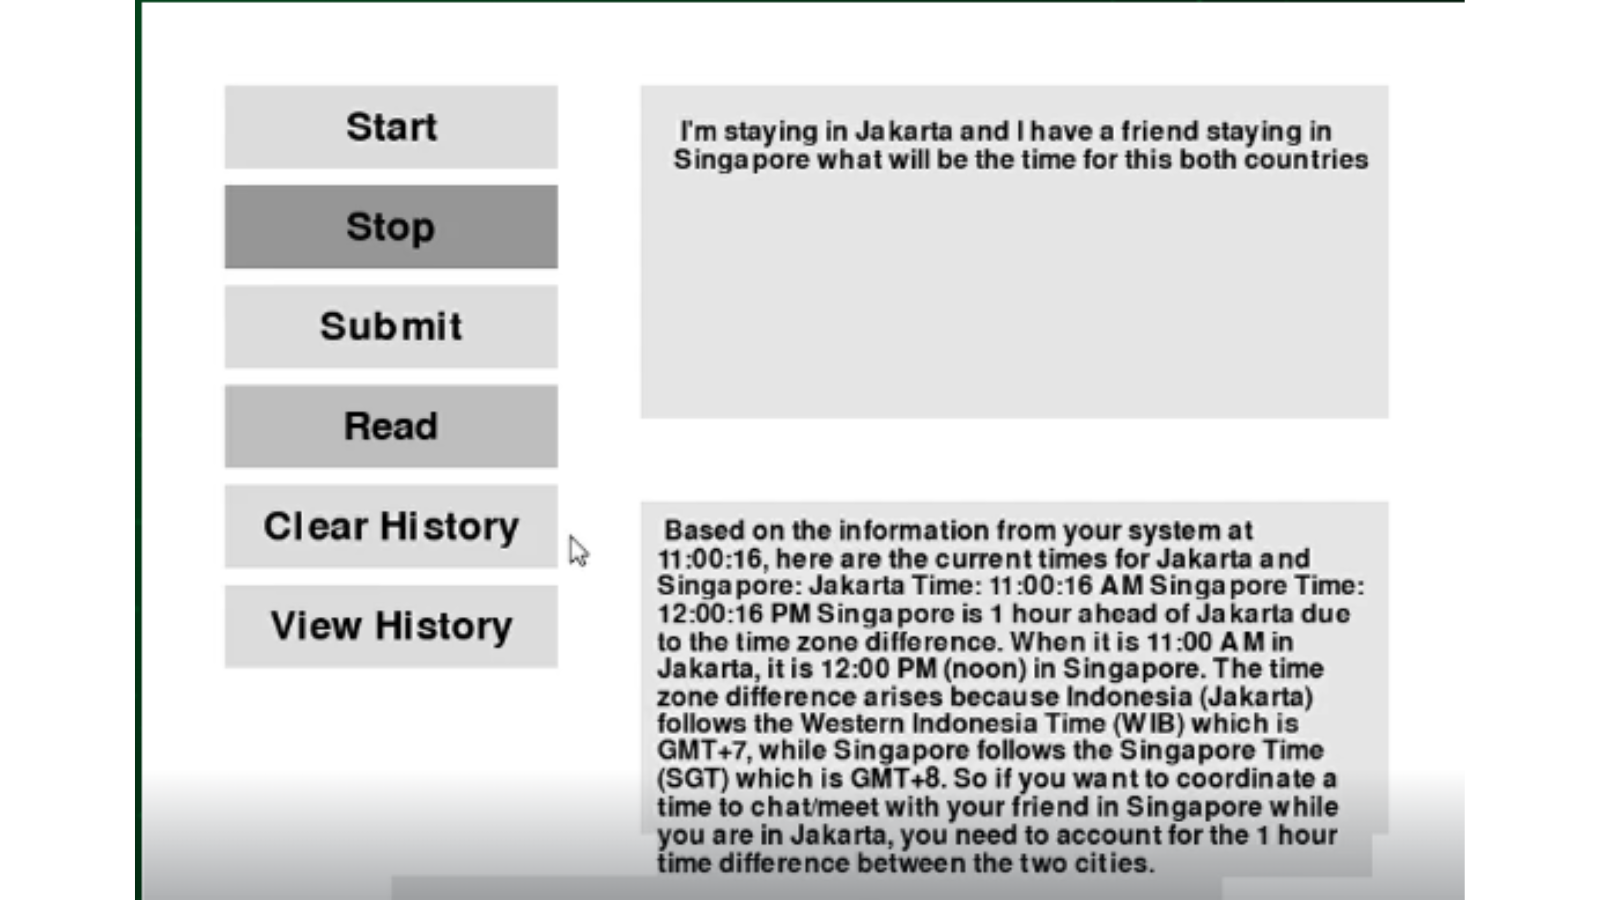 Start
Stop
Submit
Read
Clear History
View History
I'm staying in Jakarta and I have a friend staying in
Singapore what will be the time for this both countries
Based on the information from your system at
11:00:16, here are the current times for Jakarta and
Singapore: Jakarta Time: 11:00:16 AM Singapore Time:
12:00:16 PM Singapore is 1 hour ahead of Jakarta due
to the time zone difference. When it is 11:00 AM in
Jakarta, it is 12:00 PM (noon) in Singapore. The time
zone difference arises because Indonesia (Jakarta)
follows the Western Indonesia Time (WIB) which is
GMT+7, while Singapore follows the Singapore Time
(SGT) which is GMT+8. So if you want to coordinate a
time to chat/meet with your friend in Singapore while
you are in Jakarta, you need to account for the 1 hour
time difference between the two cities.